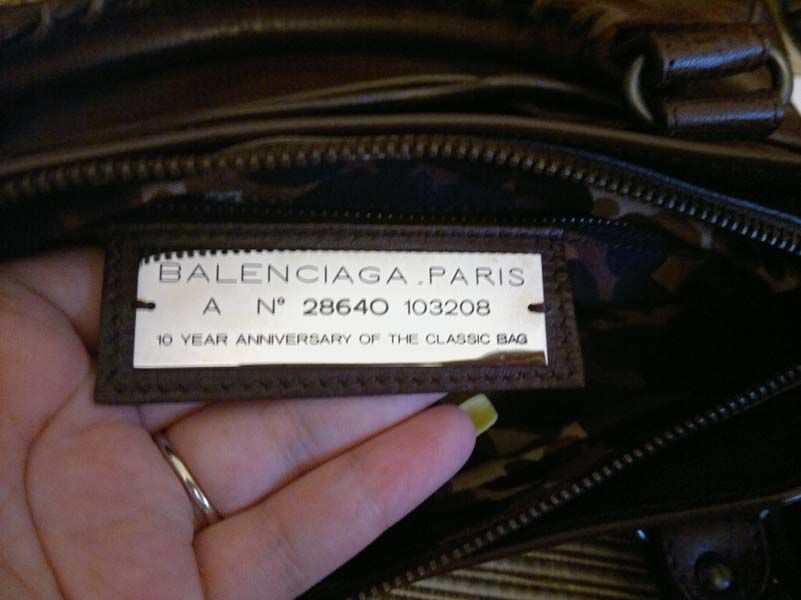 BALENCIAGA.PARIS
A N° 28640 103208
10 YEAR ANNIVERSARY OF THE CLASSIC BAG